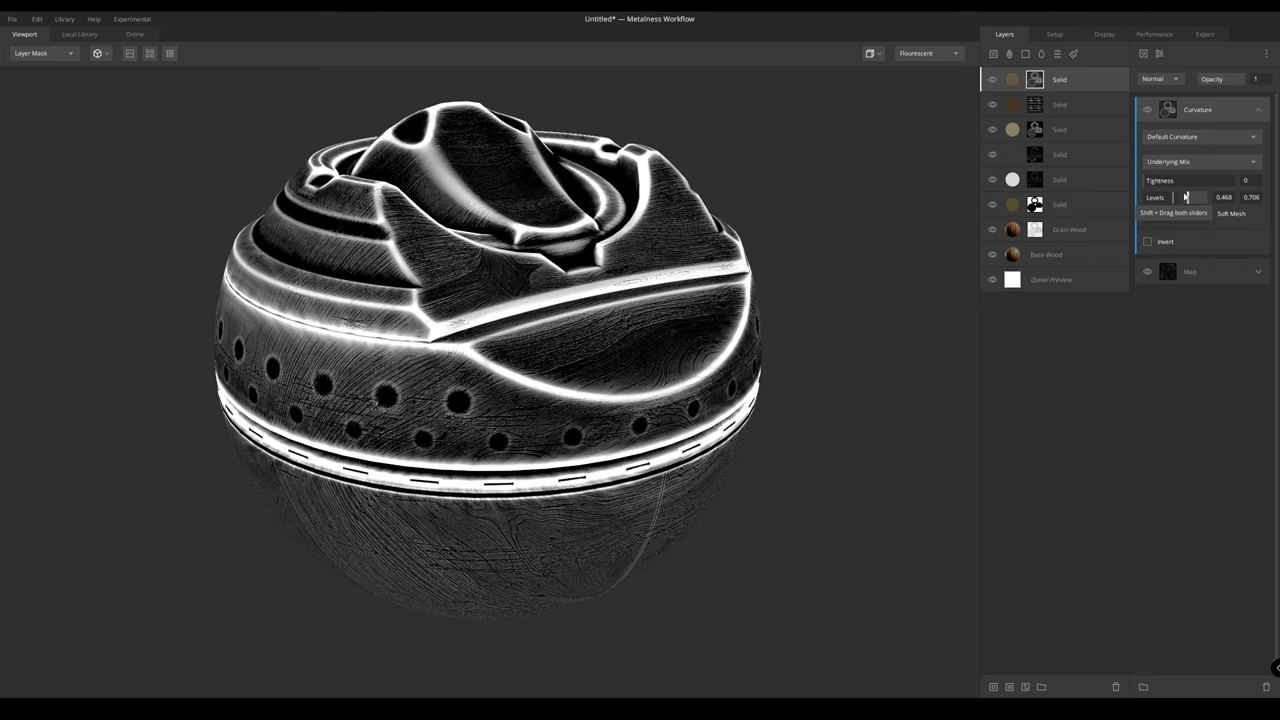 File Edit Library Help Experimental
Untitled* — Metalness Workflow
Viewport Local Library Online
Layers Setup Display Performance Export
Layer Mask
Flourescent
Solid
Solid
Solid
Solid
Solid
Solid
Grain Wood
Base Wood
Quixel Preview
Normal Opacity 1
Curvature
Default Curvature
Underlying Mix
Tightness 0
Levels 0.468 0.706
Shift + Drag both sliders Soft Mesh
Invert
Map